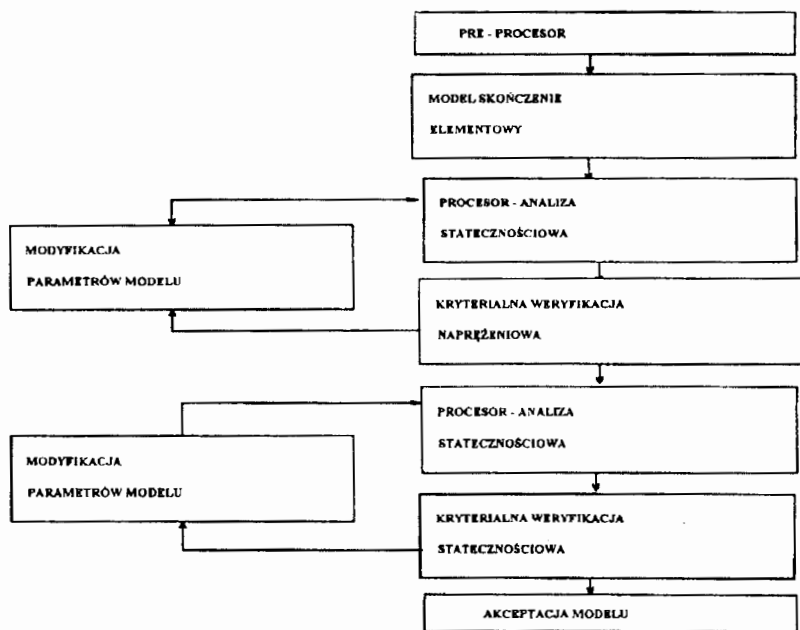 PRE - PROCESOR
MODEL SKOŃCZENIE
ELEMENTOWY
PROCESOR - ANALIZA
STATECZNOŚCIOWA
MODYFIKACJA
PARAMETRÓW MODELU
KRYTERIALNA WERYFIKACJA
NAPRĘŻENIOWA
PROCESOR - ANALIZA
STATECZNOŚCIOWA
MODYFIKACJA
PARAMETRÓW MODELU
KRYTERIALNA WERYFIKACJA
STATECZNOŚCIOWA
AKCEPTACJA MODELU